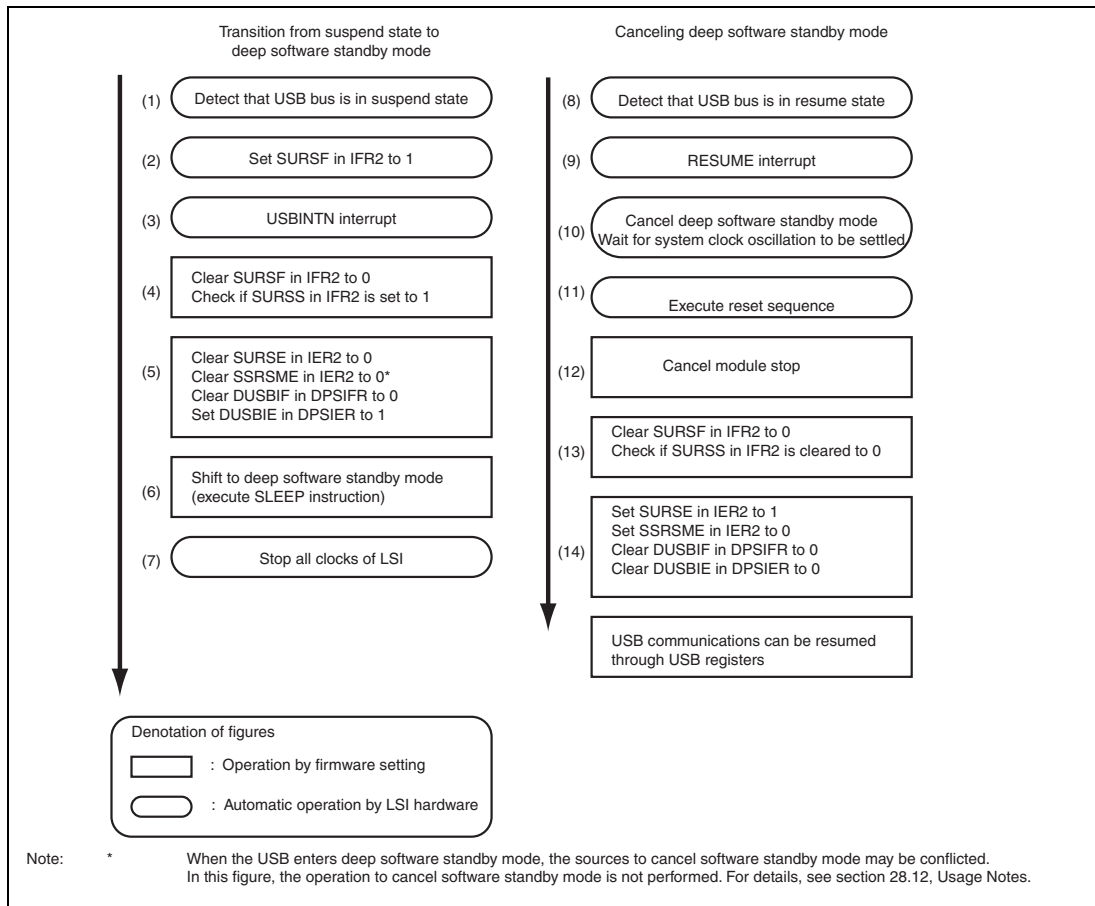 Transition from suspend state to
deep software standby mode
(1) Detect that USB bus is in suspend state
(2) Set SURSF in IFR2 to 1
(3) USBINTN interrupt
(4) Clear SURSF in IFR2 to 0
Check if SURSS in IFR2 is set to 1
(5) Clear SURSE in IER2 to 0
Clear SSRSME in IER2 to 0*
Clear DUSBIF in DPSIFR to 0
Set DUSBIE in DPSIER to 1
(6) Shift to deep software standby mode
(execute SLEEP instruction)
(7) Stop all clocks of LSI
Canceling deep software standby mode
(8) Detect that USB bus is in resume state
(9) RESUME interrupt
(10) Cancel deep software standby mode
Wait for system clock oscillation to be settled
(11) Execute reset sequence
(12) Cancel module stop
(13) Clear SURSF in IFR2 to 0
Check if SURSS in IFR2 is cleared to 0
(14) Set SURSE in IER2 to 1
Set SSRSME in IER2 to 0
Clear DUSBIF in DPSIFR to 0
Clear DUSBIE in DPSIER to 0
USB communications can be resumed
through USB registers
Denotation of figures
: Operation by firmware setting
: Automatic operation by LSI hardware
Note: * When the USB enters deep software standby mode, the sources to cancel software standby mode may be conflicted.
In this figure, the operation to cancel software standby mode is not performed. For details, see section 28.12, Usage Notes.